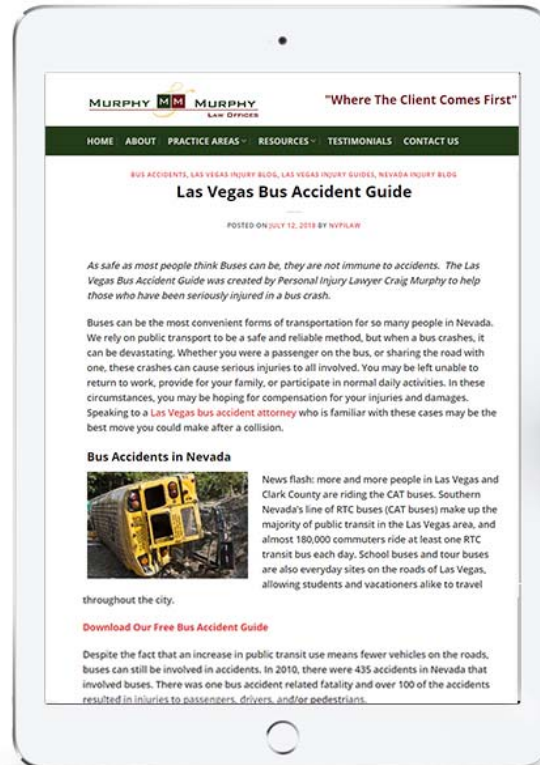 MURPHY MM MURPHY
LAW OFFICES
"Where The Client Comes First"
HOME ABOUT PRACTICE AREAS RESOURCES TESTIMONIALS CONTACT US
BUS ACCIDENTS, LAS VEGAS INJURY BLOG, LAS VEGAS INJURY GUIDES, NEVADA INJURY BLOG
Las Vegas Bus Accident Guide
POSTED ON JULY 12, 2018 BY NVPILAW
As safe as most people think Buses can be, they are not immune to accidents. The Las
Vegas Bus Accident Guide was created by Personal Injury Lawyer Craig Murphy to help
those who have been seriously injured in a bus crash.
Buses can be the most convenient forms of transportation for so many people in Nevada.
We rely on public transport to be a safe and reliable method, but when a bus crashes, it
can be devastating. Whether you were a passenger on the bus, or sharing the road with
one, these crashes can cause serious injuries to all involved. You may be left unable to
return to work, provide for your family, or participate in normal daily activities. In these
circumstances, you may be hoping for compensation for your injuries and damages.
Speaking to a Las Vegas bus accident attorney who is familiar with these cases may be the
best move you could make after a collision.
Bus Accidents in Nevada
News flash: more and more people in Las Vegas and
Clark County are riding the CAT buses. Southern
Nevada's line of RTC buses (CAT buses) make up the
majority of public transit in the Las Vegas area, and
almost 180,000 commuters ride at least one RTC
transit bus each day. School buses and tour buses
are also everyday sites on the roads of Las Vegas,
allowing students and vacationers alike to travel
throughout the city.
Download Our Free Bus Accident Guide
Despite the fact that an increase in public transit use means fewer vehicles on the roads,
buses can still be involved in accidents. In 2010, there were 435 accidents in Nevada that
involved buses. There was one bus accident related fatality and over 100 of the accidents
resulted in injuries to passengers, drivers, and/or pedestrians.